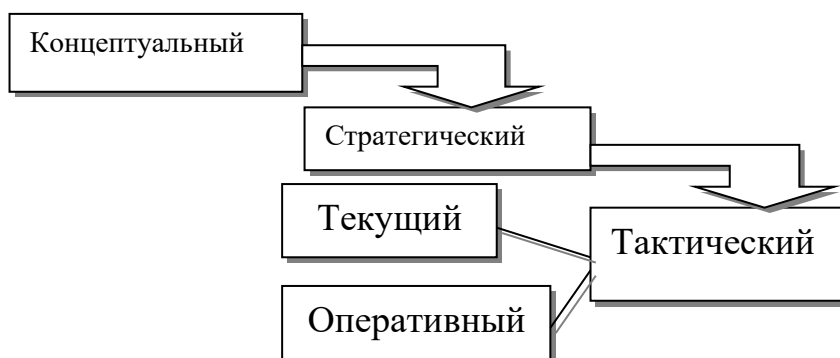 Концептуальный
Стратегический
Текущий
Тактический
Оперативный